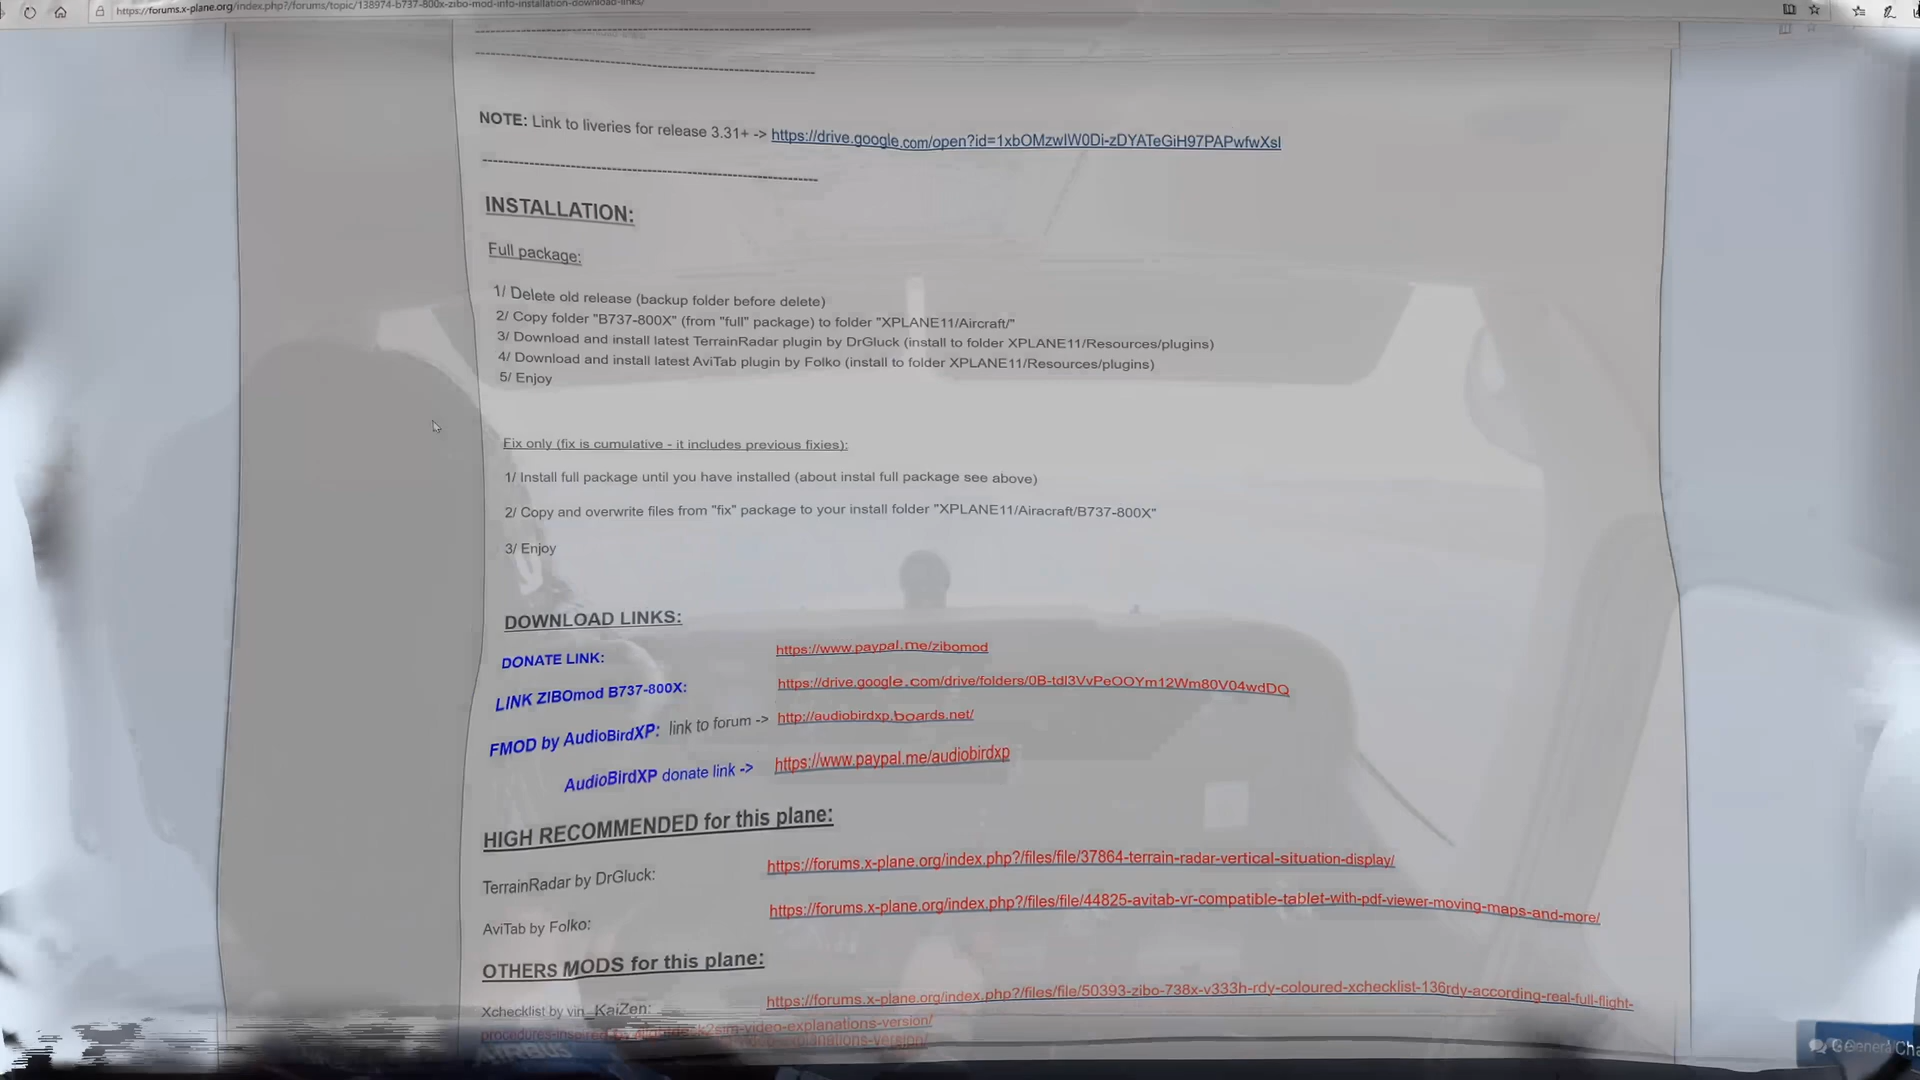 https://forums.x-plane.org/index.php?/forums/topic/138974-b737-800x-zibo-mod-info-installation-download-links/
--------------------------------------------------------------------
--------------------------------------------------------------------
NOTE: Link to liveries for release 3.31+ -> https://drive.google.com/open?id=1xbOMzwIW0Di-zDYATeGiH97PAPwfwXsI
--------------------------------------------------------------------
INSTALLATION:
Full package:
1/ Delete old release (backup folder before delete)
2/ Copy folder "B737-800X" (from "full" package) to folder "XPLANE11/Aircraft/"
3/ Download and install latest TerrainRadar plugin by DrGluck (install to folder XPLANE11/Resources/plugins)
4/ Download and install latest AviTab plugin by Folko (install to folder XPLANE11/Resources/plugins)
5/ Enjoy
Fix only (fix is cumulative - it includes previous fixies):
1/ Install full package until you have installed (about instal full package see above)
2/ Copy and overwrite files from "fix" package to your install folder "XPLANE11/Airacraft/B737-800X"
3/ Enjoy
DOWNLOAD LINKS:
DONATE LINK: https://www.paypal.me/zibomod
LINK ZIBOmod B737-800X: https://drive.google.com/drive/folders/0B-tdl3VvPeOOYm12Wm80V04wdDQ
FMOD by AudioBirdXP: link to forum -> http://audiobirdxp.boards.net/
AudioBirdXP donate link -> https://www.paypal.me/audiobirdxp
HIGH RECOMMENDED for this plane:
TerrainRadar by DrGluck: https://forums.x-plane.org/index.php?/files/file/37864-terrain-radar-vertical-situation-display/
AviTab by Folko: https://forums.x-plane.org/index.php?/files/file/44825-avitab-vr-compatible-tablet-with-pdf-viewer-moving-maps-and-more/
OTHERS MODS for this plane:
Xchecklist by vin_KaiZen: https://forums.x-plane.org/index.php?/files/file/50393-zibo-738x-v333h-rdy-coloured-xchecklist-136rdy-according-real-full-flight-
video-explanations-version/